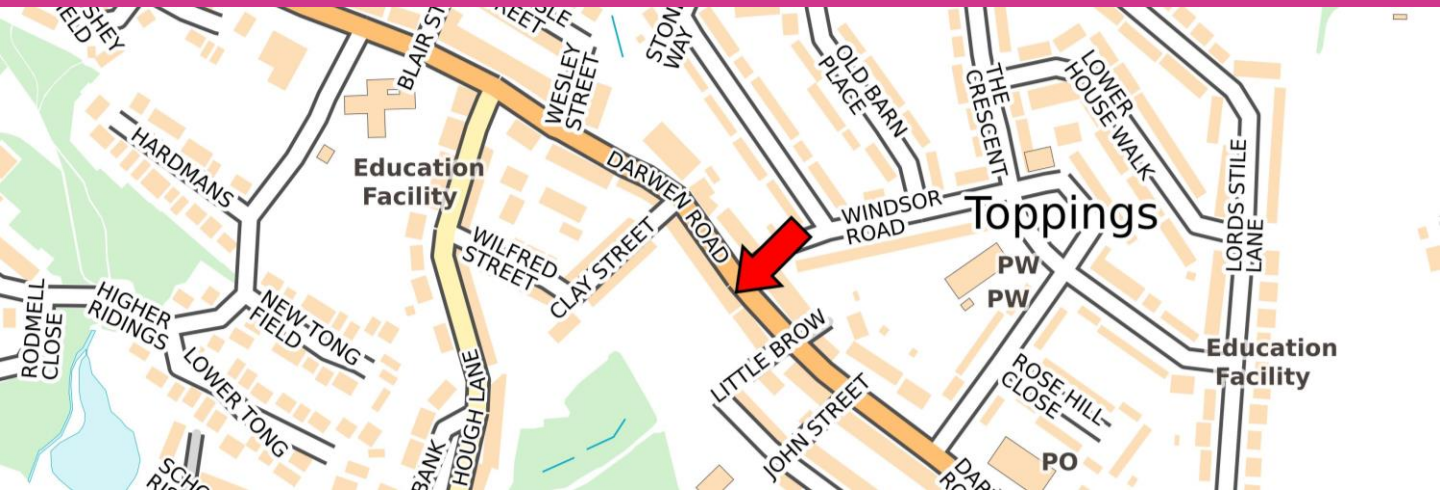 BLAIR ST
WESLEY
STREET
STON
WAY
OLD BARN
PLACE
THE
CRESCENT
LOWER
HOUSE WALK
HARDMANS
Education
Facility
DARWEN ROAD
WINDSOR
ROAD
Toppings
LORDS STILE
LANE
WILFRED
STREET
CLAY STREET
PW
PW
RODMELL
CLOSE
HIGHER
RIDINGS
NEW TONG
FIELD
LITTLE BROW
Education
Facility
LOWER TONG
HOUGH LANE
JOHN STREET
ROSE HILL
CLOSE
BANK
PO